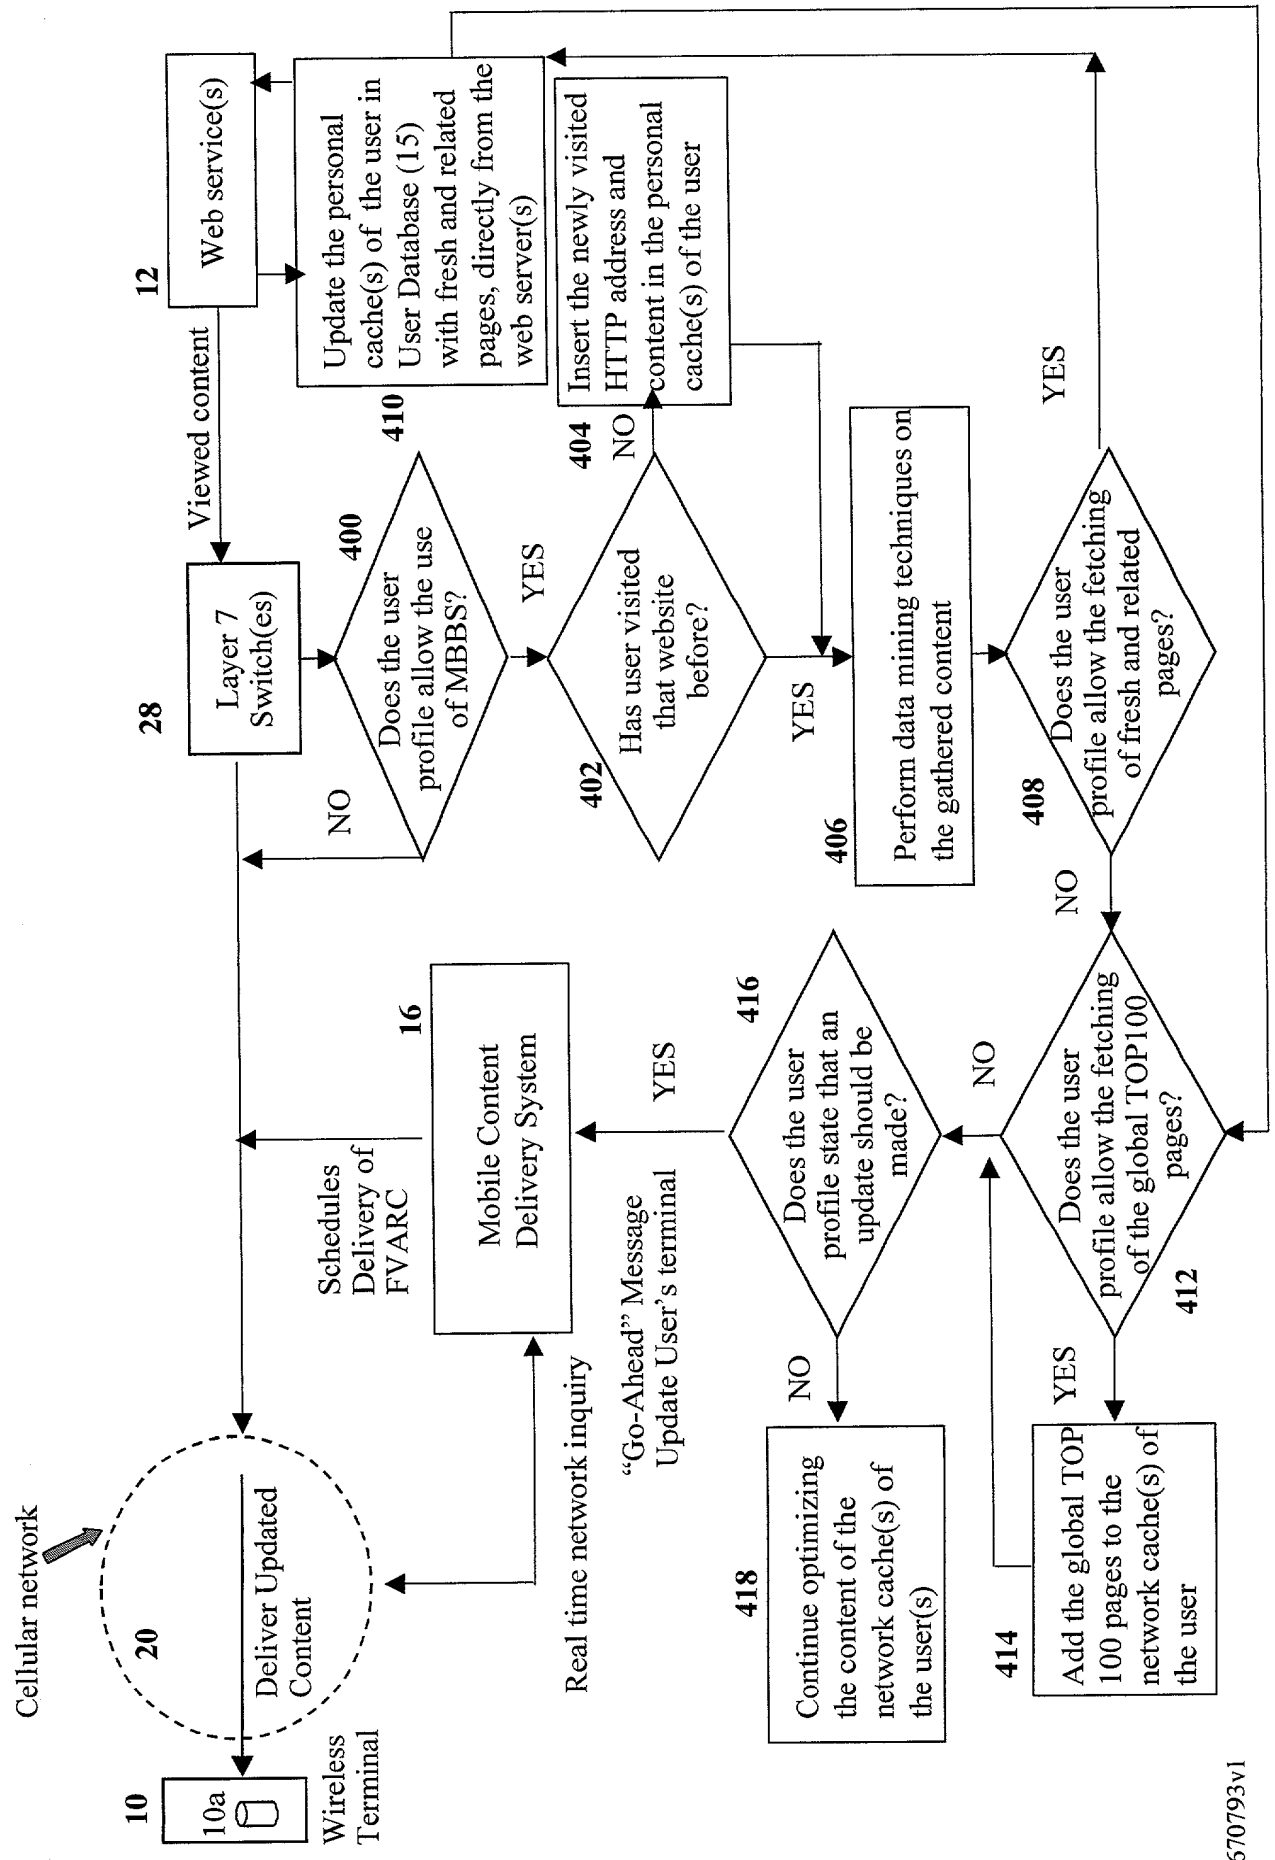 Cellular network
10
10a
Wireless
Terminal
20
Deliver Updated
Content
28
Layer 7
Switch(es)
Viewed content
12
Web service(s)
NO
400
Does the user
profile allow the use
of MBBS?
YES
410
Update the personal
cache(s) of the user in
User Database (15)
with fresh and related
pages, directly from the
web server(s)
Schedules
Delivery of
FVARC
16
Mobile Content
Delivery System
Real time network inquiry
"Go-Ahead" Message
Update User's terminal
YES
402
Has user visited
that website
before?
NO
404
Insert the newly visited
HTTP address and
content in the personal
cache(s) of the user
YES
406
Perform data mining techniques on
the gathered content
416
Does the user
profile state that an
update should be
made?
NO
418
Continue optimizing
the content of the
network cache(s) of
the user(s)
NO
408
Does the user
profile allow the fetching
of fresh and related
pages?
YES
NO
412
Does the user
profile allow the fetching
of the global TOP100
pages?
YES
414
Add the global TOP
100 pages to the
network cache(s) of
the user
670793v1